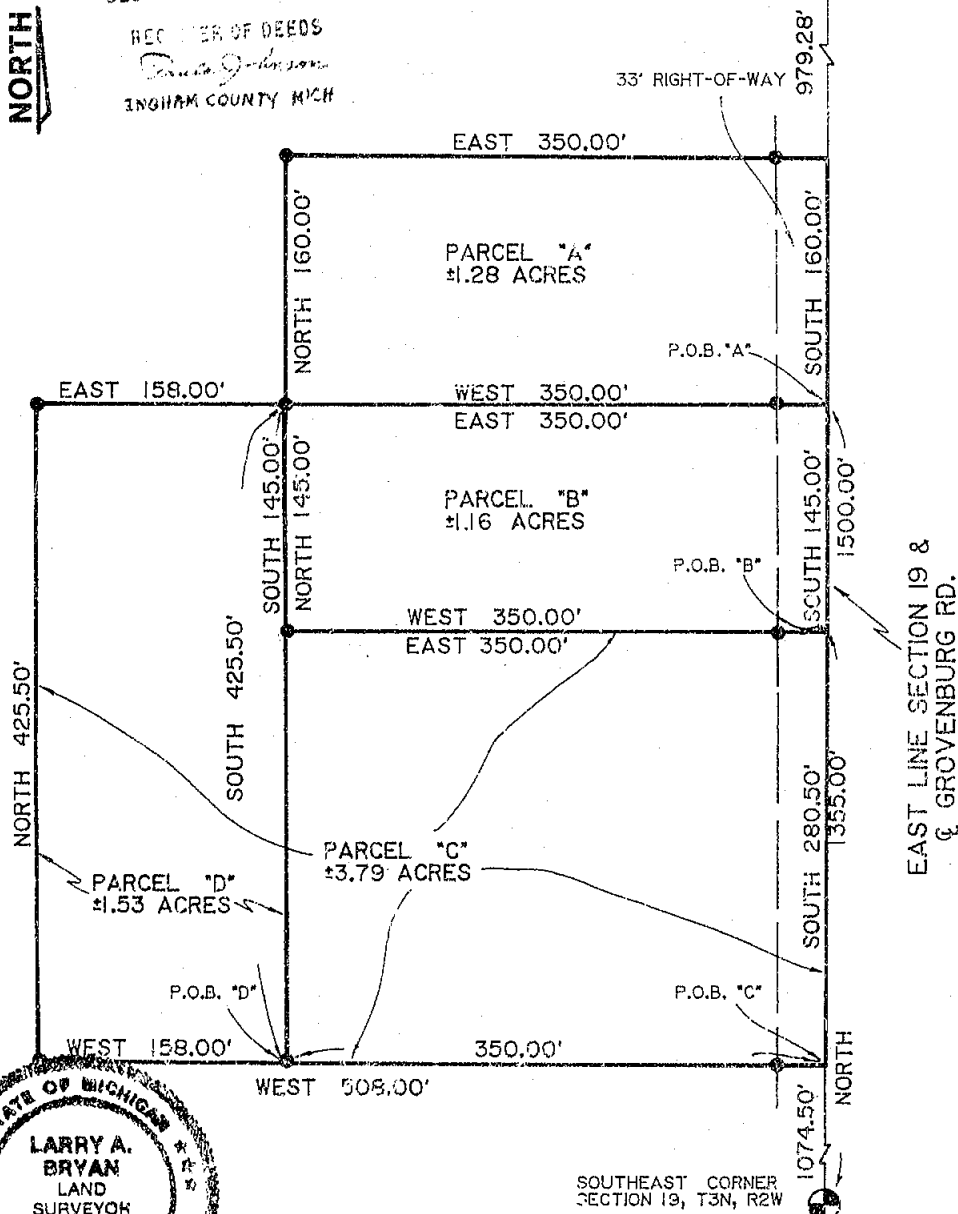 NORTH
OF DEEDS
INGHAM COUNTY MICH
979.28'
33' RIGHT-OF-WAY
EAST 350.00'
NORTH 160.00'
PARCEL "A"
±1.28 ACRES
SOUTH 160.00'
P.O.B. "A"
EAST 158.00'
WEST 350.00'
EAST 350.00'
SOUTH 145.00'
NORTH 145.00'
PARCEL "B"
±1.16 ACRES
SOUTH 145.00'
1500.00'
P.O.B. "B"
WEST 350.00'
EAST 350.00'
EAST LINE SECTION 19 &
℄ GROVENBURG RD.
NORTH 425.50'
SOUTH 425.50'
SOUTH 280.50'
1355.00'
PARCEL "C"
±3.79 ACRES
PARCEL "D"
±1.53 ACRES
P.O.B. "D"
P.O.B. "C"
WEST 158.00'
350.00'
WEST 508.00'
NORTH
1074.50'
STATE OF MICHIGAN
LARRY A.
BRYAN
LAND
SURVEYOR
SOUTHEAST CORNER
SECTION 19, T3N, R2W